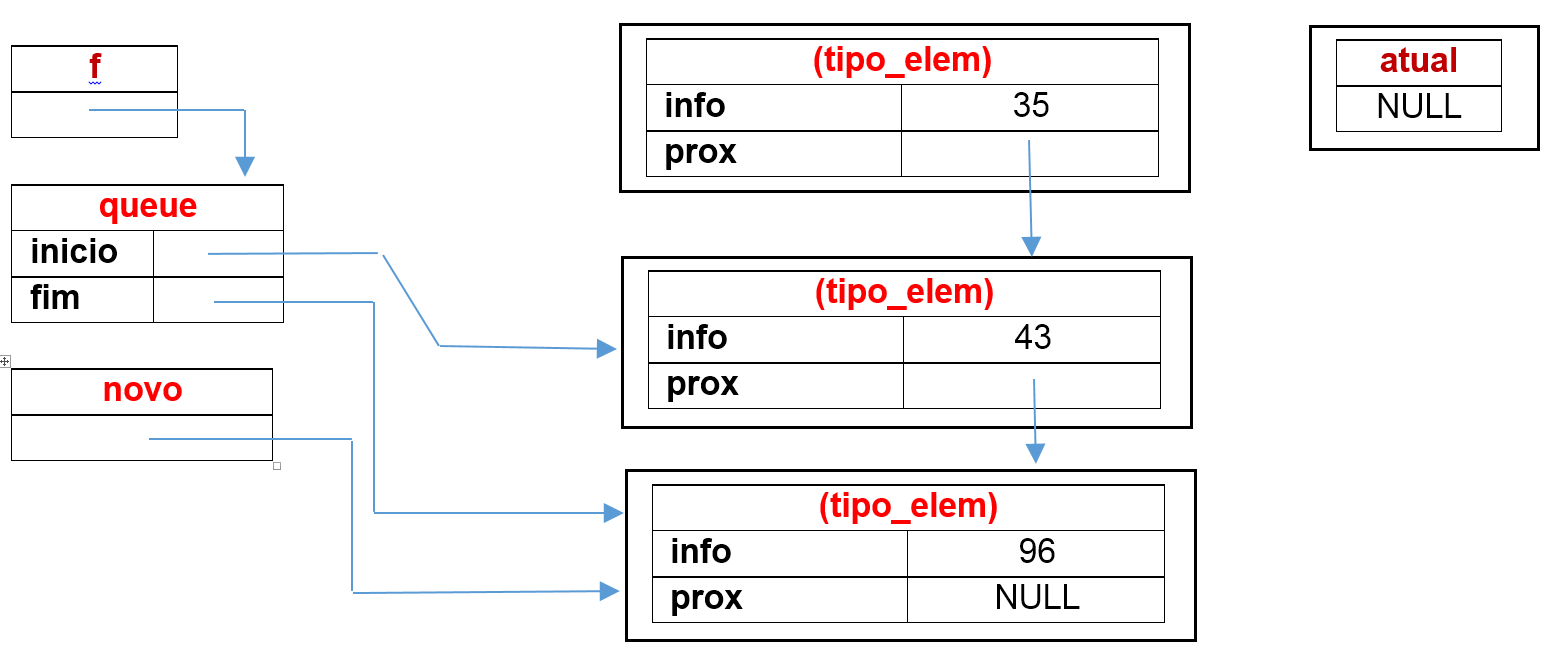 f
queue
inicio
fim
novo
(tipo_elem)
info 35
prox
(tipo_elem)
info 43
prox
(tipo_elem)
info 96
prox NULL
atual
NULL